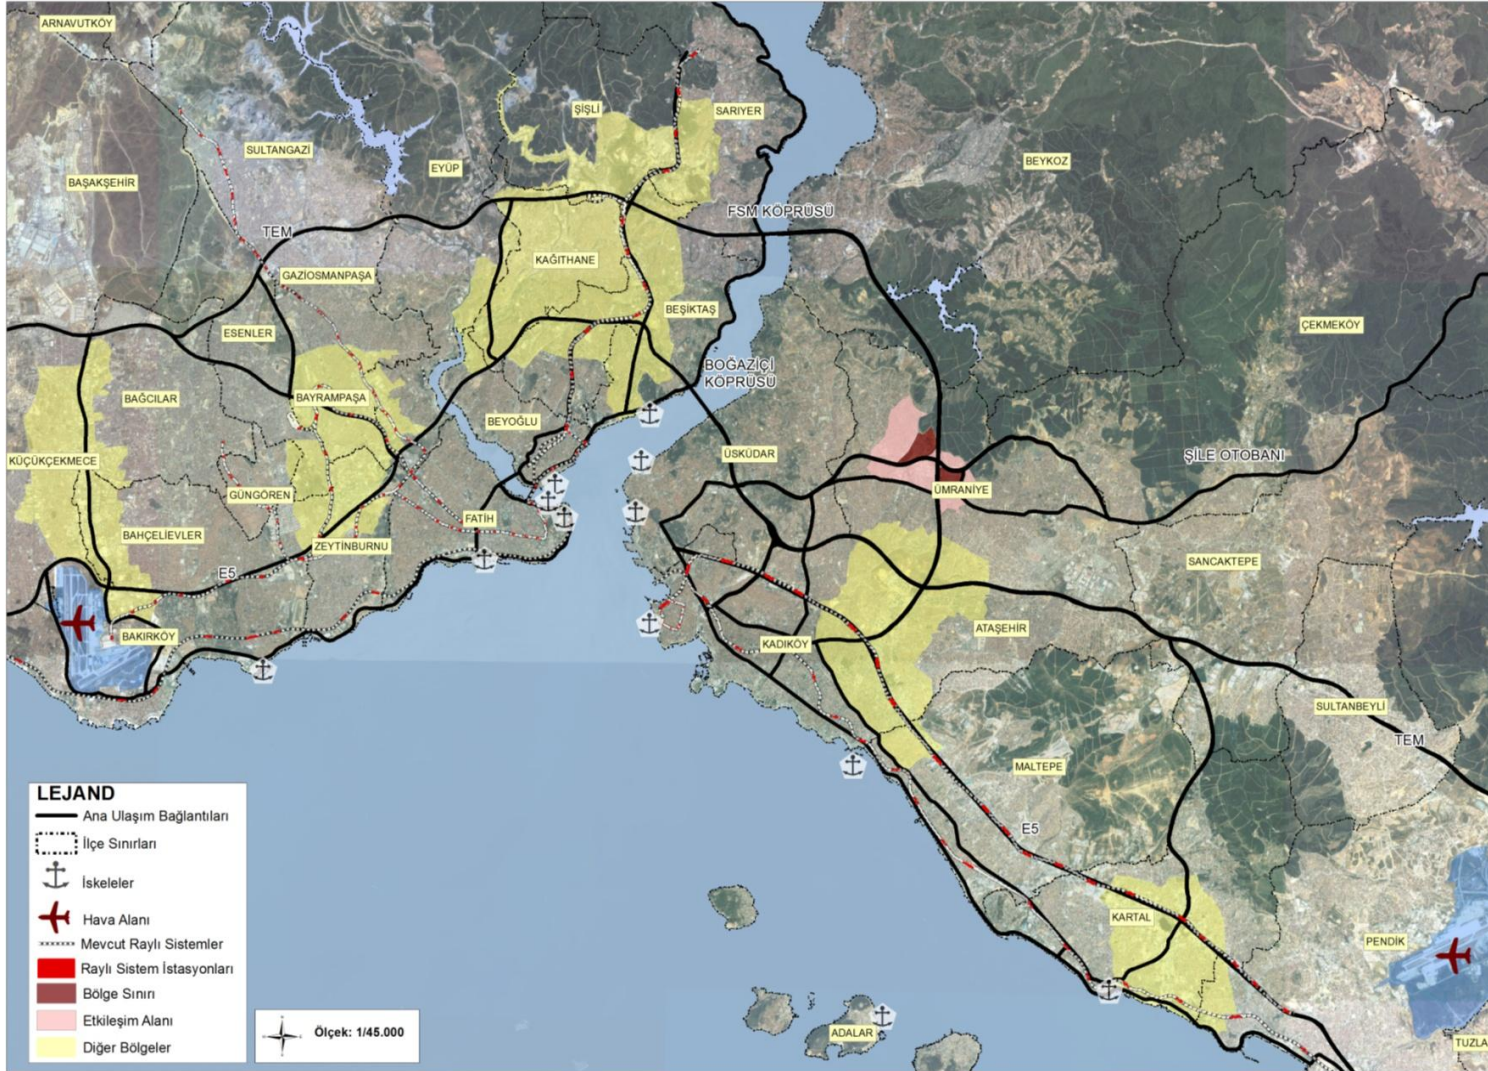 ARNAVUTKÖY
ŞİŞLİ
SARIYER
SULTANGAZİ
EYÜP
BEYKOZ
BAŞAKŞEHİR
TEM
FSM KÖPRÜSÜ
KAĞITHANE
GAZİOSMANPAŞA
BEŞİKTAŞ
ÇEKMEKÖY
ESENLER
BOĞAZİÇİ
KÖPRÜSÜ
BAĞCILAR
BAYRAMPAŞA
BEYOĞLU
ÜSKÜDAR
ŞİLE OTOBANI
KÜÇÜKÇEKMECE
ÜMRANİYE
GÜNGÖREN
FATİH
BAHÇELİEVLER
ZEYTİNBURNU
SANCAKTEPE
E5
ATAŞEHİR
BAKIRKÖY
KADIKÖY
SULTANBEYLİ
TEM
MALTEPE
E5
KARTAL
PENDİK
ADALAR
TUZLA
LEJAND
Ana Ulaşım Bağlantıları
İlçe Sınırları
İskeleler
Hava Alanı
Mevcut Raylı Sistemler
Raylı Sistem İstasyonları
Bölge Sınırı
Etkileşim Alanı
Diğer Bölgeler
Ölçek: 1/45.000